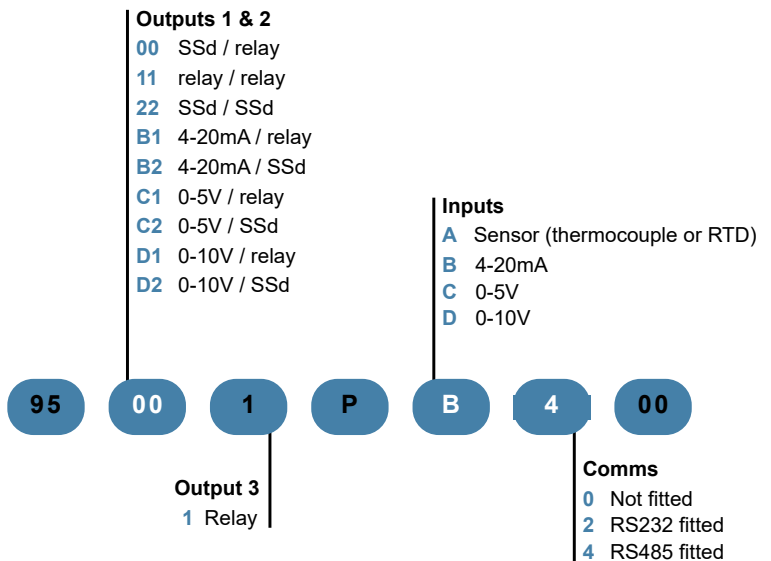 Outputs 1 & 2
00 SSd / relay
11 relay / relay
22 SSd / SSd
B1 4-20mA / relay
B2 4-20mA / SSd
C1 0-5V / relay
C2 0-5V / SSd
D1 0-10V / relay
D2 0-10V / SSd
Inputs
A Sensor (thermocouple or RTD)
B 4-20mA
C 0-5V
D 0-10V
95 00 1 P B 4 00
Output 3
1 Relay
Comms
0 Not fitted
2 RS232 fitted
4 RS485 fitted